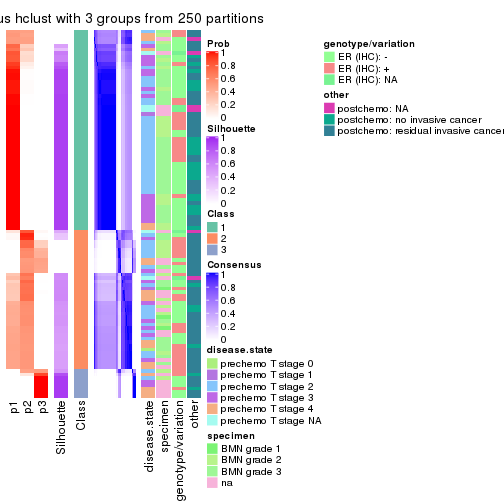 us hclust with 3 groups from 250 partitions
Prob
1
0.8
0.6
0.4
0.2
0
Silhouette
1
0.8
0.6
0.4
0.2
0
Class
1
2
3
Consensus
1
0.8
0.6
0.4
0.2
0
disease.state
prechemo T stage 0
prechemo T stage 1
prechemo T stage 2
prechemo T stage 3
prechemo T stage 4
prechemo T stage NA
specimen
BMN grade 1
BMN grade 2
BMN grade 3
na
genotype/variation
ER (IHC): -
ER (IHC): +
ER (IHC): NA
other
postchemo: NA
postchemo: no invasive cancer
postchemo: residual invasive cancer
p1
p2
p3
Silhouette
Class
disease.state
specimen
genotype/variation
other